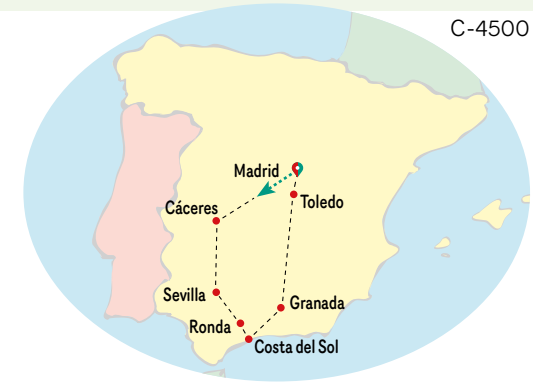 C-4500
Madrid
Toledo
Cáceres
Sevilla
Granada
Ronda
Costa del Sol